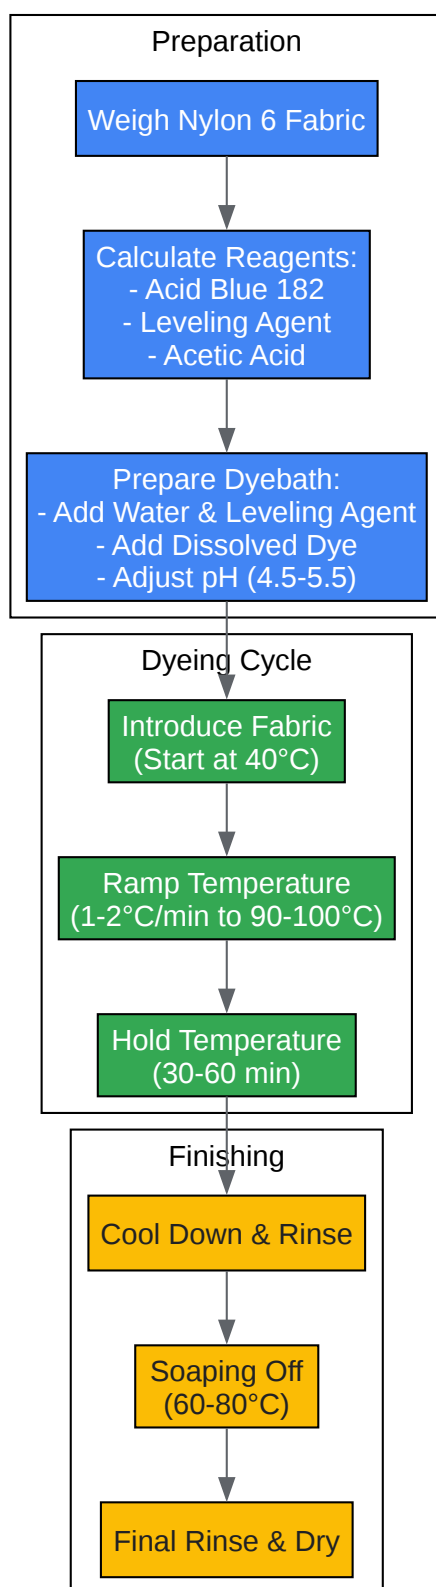 Preparation
Weigh Nylon 6 Fabric
Calculate Reagents:
- Acid Blue 182
- Leveling Agent
- Acetic Acid
Prepare Dyebath:
- Add Water & Leveling Agent
- Add Dissolved Dye
- Adjust pH (4.5-5.5)
Dyeing Cycle
Introduce Fabric
(Start at 40°C)
Ramp Temperature
(1-2°C/min to 90-100°C)
Hold Temperature
(30-60 min)
Finishing
Cool Down & Rinse
Soaping Off
(60-80°C)
Final Rinse & Dry